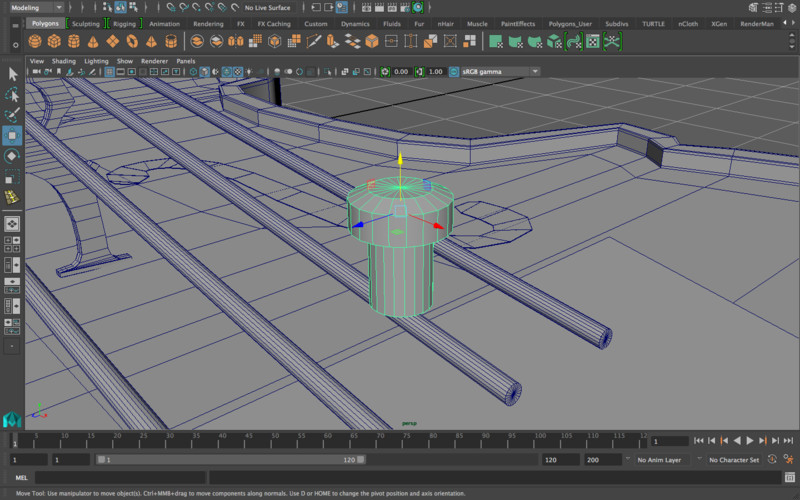 Modeling No Live Surface
Polygons Sculpting Rigging Animation Rendering FX FX Caching Custom Dynamics Fluids Fur nHair Muscle PaintEffects Polygons_User Subdivs TURTLE nCloth XGen RenderMan
View Shading Lighting Show Renderer Panels
0.00 1.00 sRGB gamma
persp
5 10 15 20 25 30 35 40 45 50 55 60 65 70 75 80 85 90 95 100 105 110 115 12
1 1
1 1 1 120 120 200 No Anim Layer No Character Set
MEL
Move Tool: Use manipulator to move object(s). Ctrl+MMB+drag to move components along normals. Use D or HOME to change the pivot position and axis orientation.